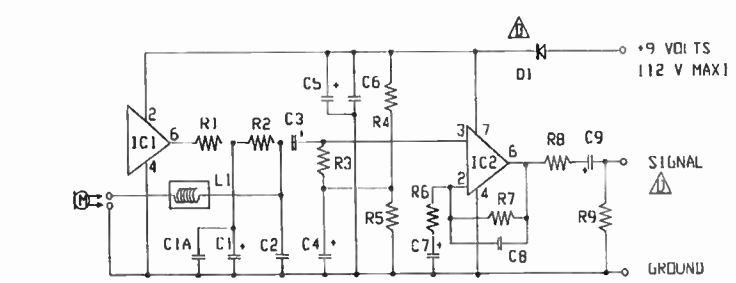 +9 VOLTS
(12 V MAX)
D1
C5 + C6
2
R1 R2 C3
3 7
IC1 6
R4
IC2 6 R8 C9
4
R3
2
+
SIGNAL
M
L1
R6
4
R7
R5
R9
C1A C1 + C2 C4 +
C7 +
C8
GROUND